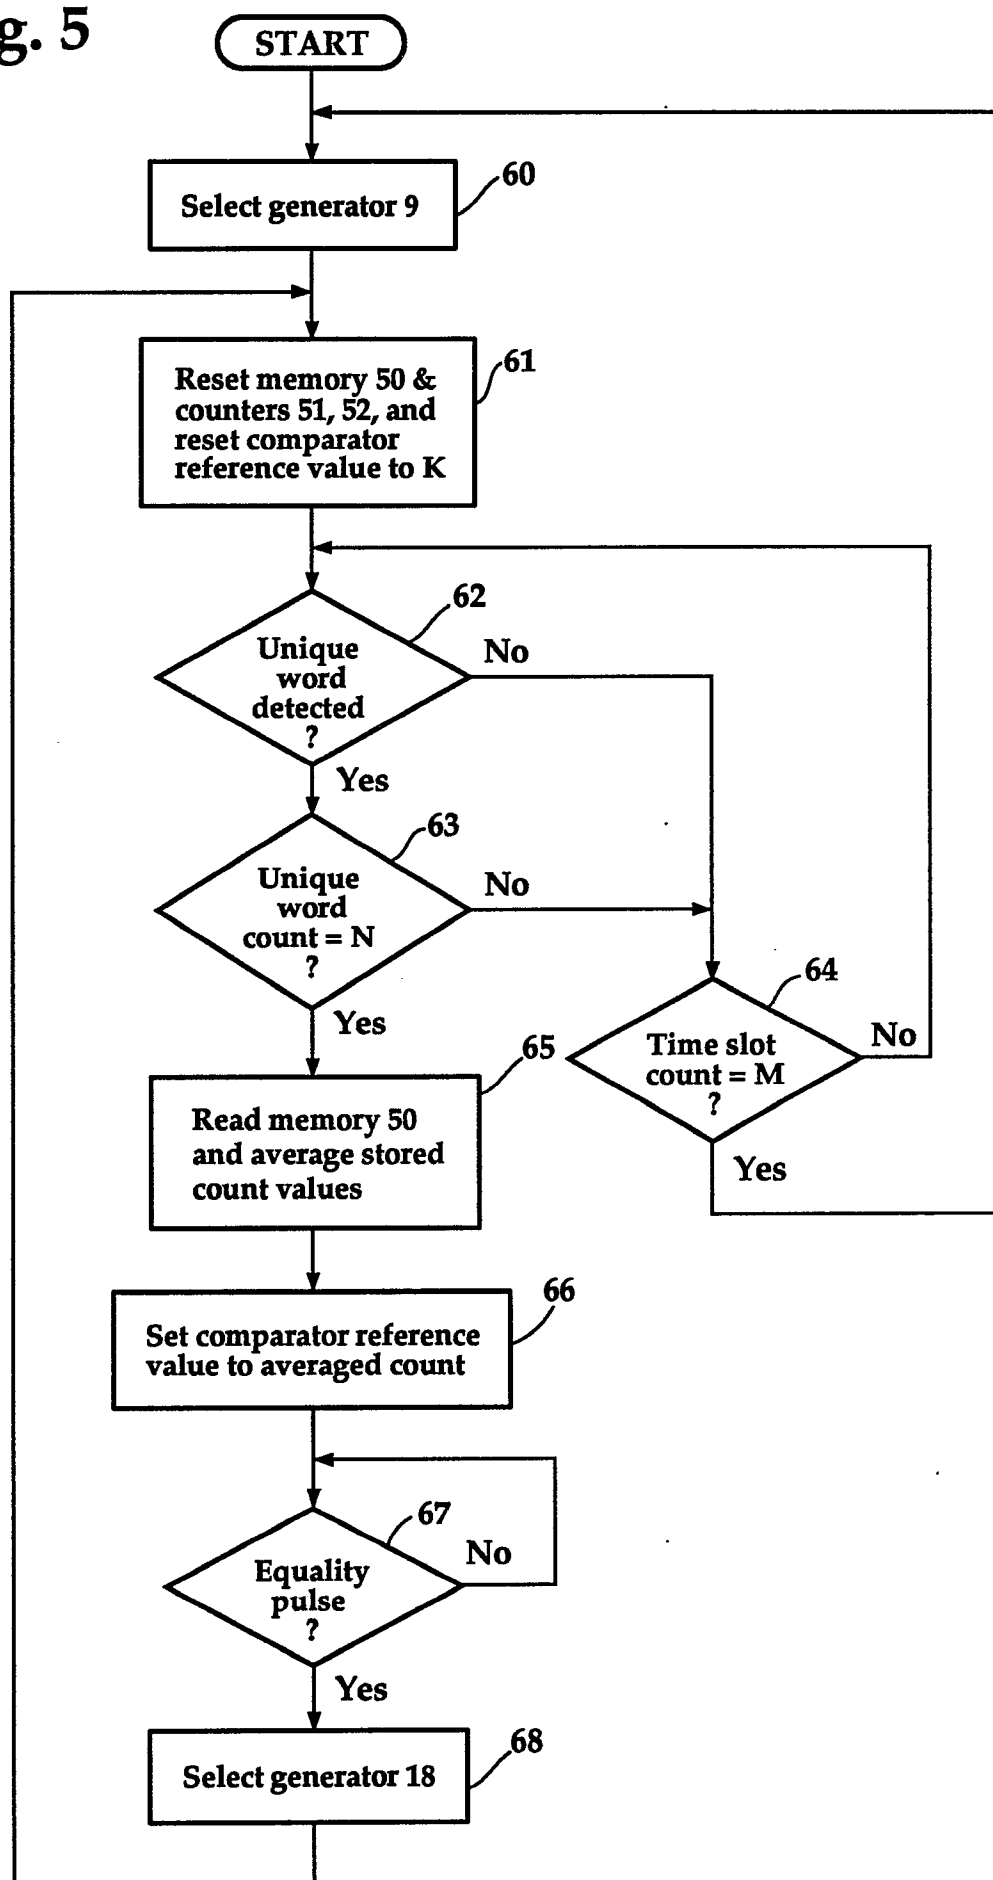 g. 5
START
60
Select generator 9
61
Reset memory 50 &
counters 51, 52, and
reset comparator
reference value to K
62
Unique
word
detected
?
No
Yes
63
Unique
word
count = N
?
No
Yes
64
Time slot
count = M
?
No
Yes
65
Read memory 50
and average stored
count values
66
Set comparator reference
value to averaged count
67
Equality
pulse
?
No
Yes
68
Select generator 18